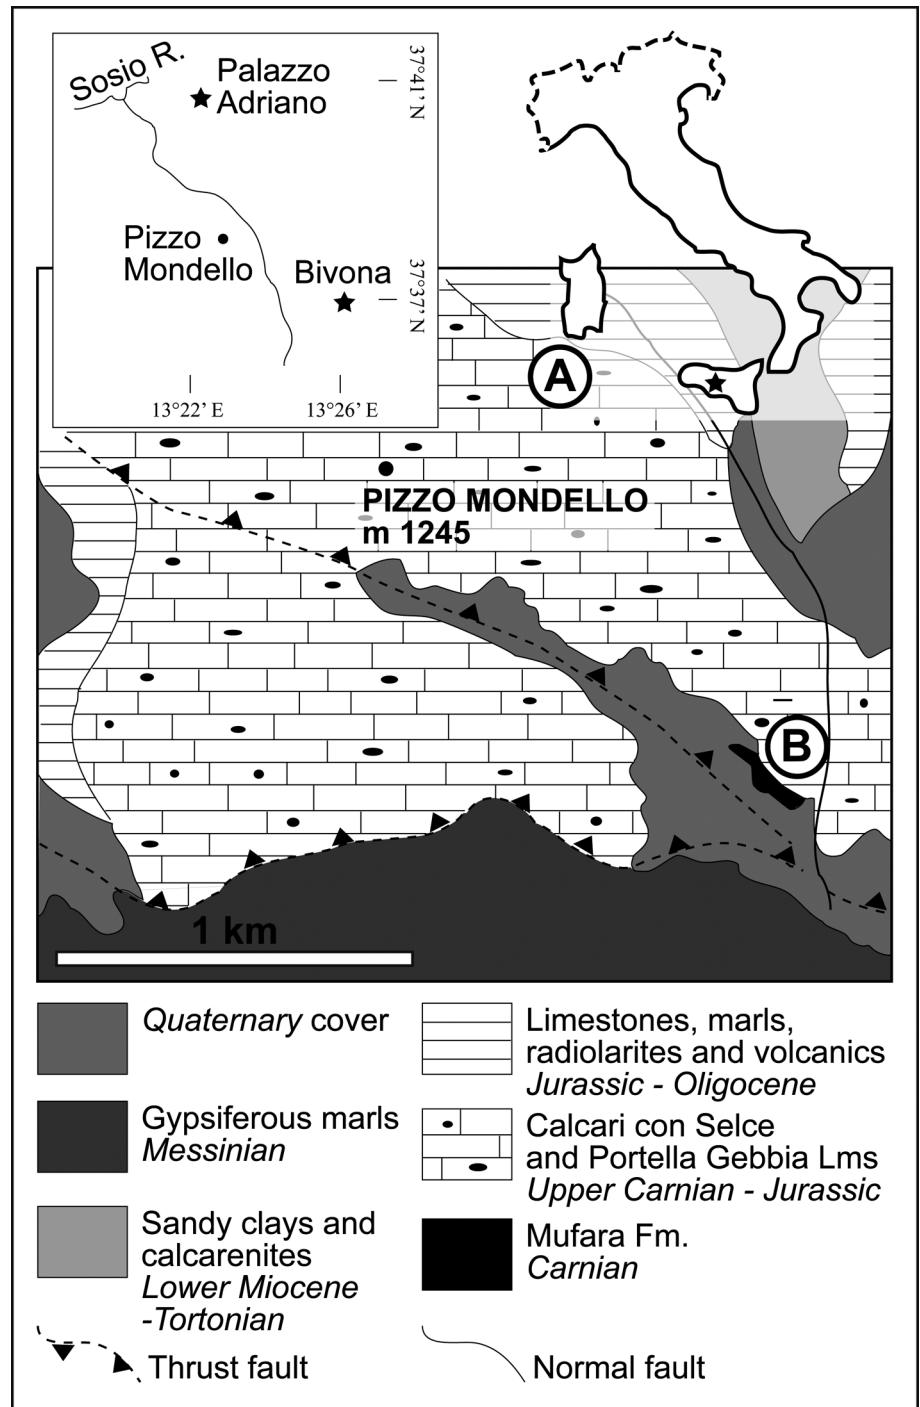 Sosio R.
Palazzo
Adriano
37°41' N
Pizzo
Mondello
Bivona
37°37' N
13°22' E
13°26' E
A
PIZZO MONDELLO
m 1245
B
1 km
Quaternary cover
Gypsiferous marls
Messinian
Sandy clays and
calcarenites
Lower Miocene
-Tortonian
Thrust fault
Limestones, marls,
radiolarites and volcanics
Jurassic - Oligocene
Calcari con Selce
and Portella Gebbia Lms
Upper Carnian - Jurassic
Mufara Fm.
Carnian
Normal fault